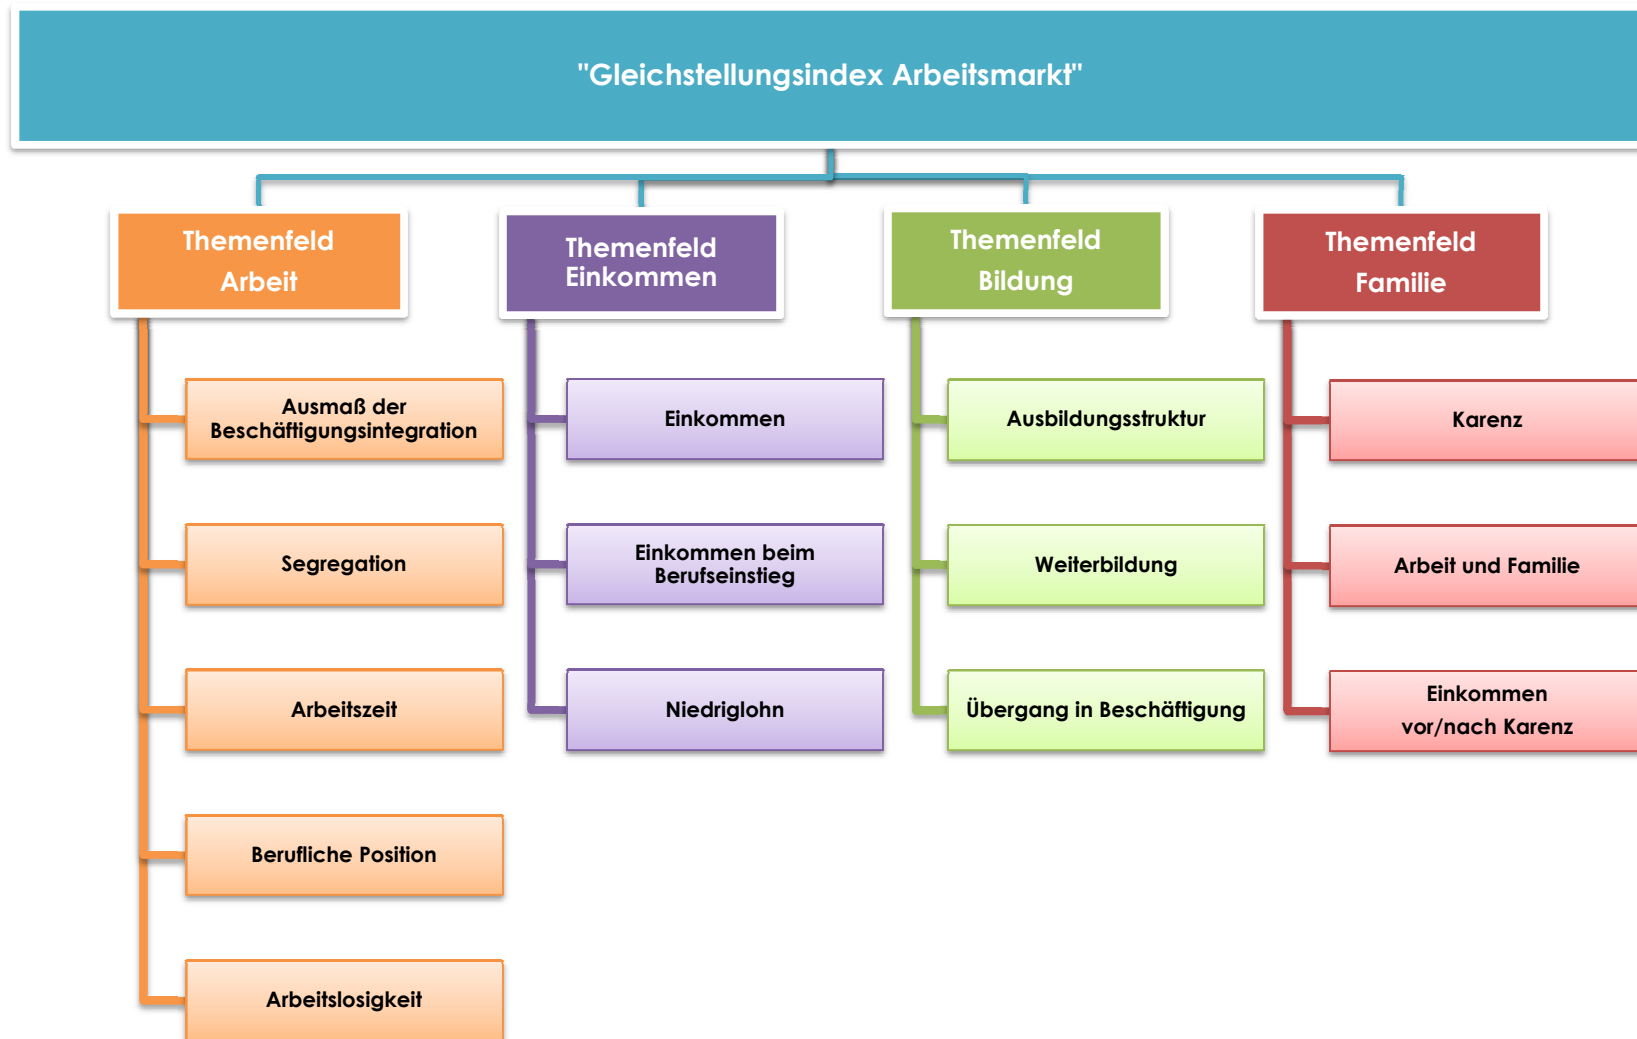 "Gleichstellungsindex Arbeitsmarkt"
Themenfeld
Arbeit
Ausmaß der
Beschäftigungsintegration
Segregation
Arbeitszeit
Berufliche Position
Arbeitslosigkeit
Themenfeld
Einkommen
Einkommen
Einkommen beim
Berufseinstieg
Niedriglohn
Themenfeld
Bildung
Ausbildungsstruktur
Weiterbildung
Übergang in Beschäftigung
Themenfeld
Familie
Karenz
Arbeit und Familie
Einkommen
vor/nach Karenz